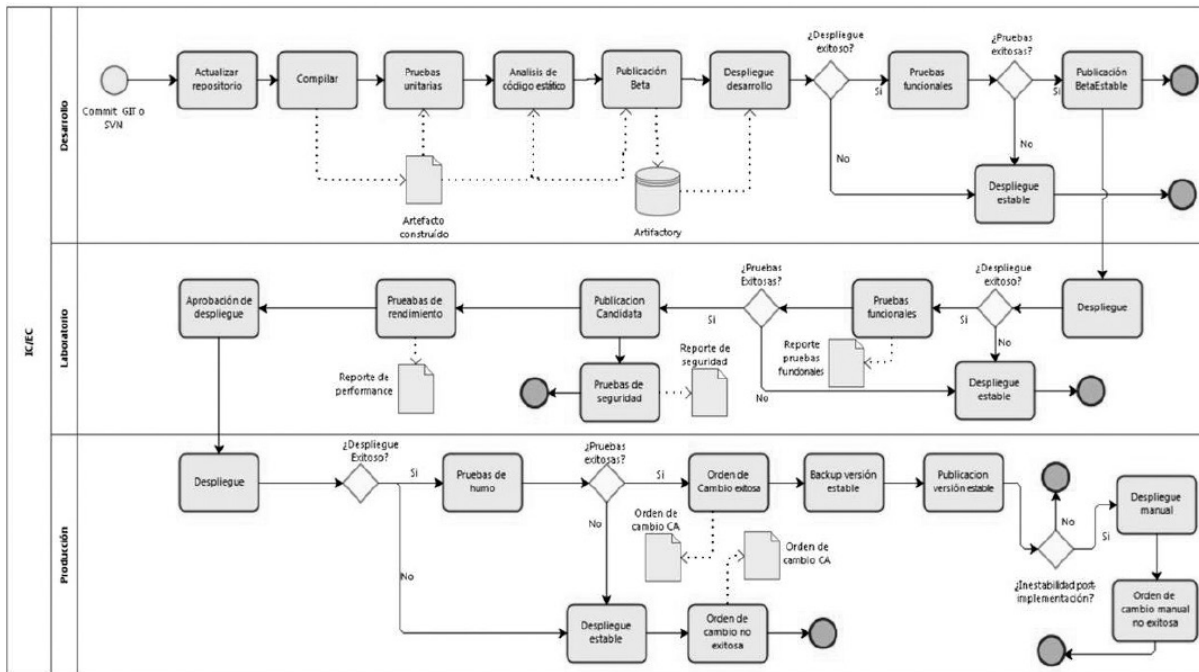 IC/EC
Desarrollo
Commit GIT o
SVN
Actualizar
repositorio
Compilar
Pruebas
unitarias
Analisis de
código estático
Publicación
Beta
Despliegue
desarrollo
¿Despliegue
exitoso?
Si
Pruebas
funcionales
¿Pruebas
exitosas?
Si
Publicación
BetaEstable
No
No
Despliegue
estable
Artefacto
construído
Artifactory
Laboratorio
Aprobación de
despliegue
Prueabas de
rendimiento
Publicacion
Candidata
¿Pruebas
Exitosas?
Si
Pruebas
funcionales
¿Despliegue
exitoso?
Si
Despliegue
Reporte de
performance
Pruebas de
seguridad
Reporte de
seguridad
Reporte
pruebas
funcionales
No
No
Despliegue
estable
Producción
Despliegue
¿Despliegue
Exitoso?
Si
Pruebas de
humo
¿Pruebas
exitosas?
Si
Orden de
Cambio exitosa
Backup versión
estable
Publicacion
versión estable
No
Si
Despliegue
manual
No
No
Orden de
cambio CA
Orden de
cambio CA
¿Inestabilidad post-
implementación?
Despliegue
estable
Orden de
cambio no exitosa
Orden de
cambio manual
no exitosa